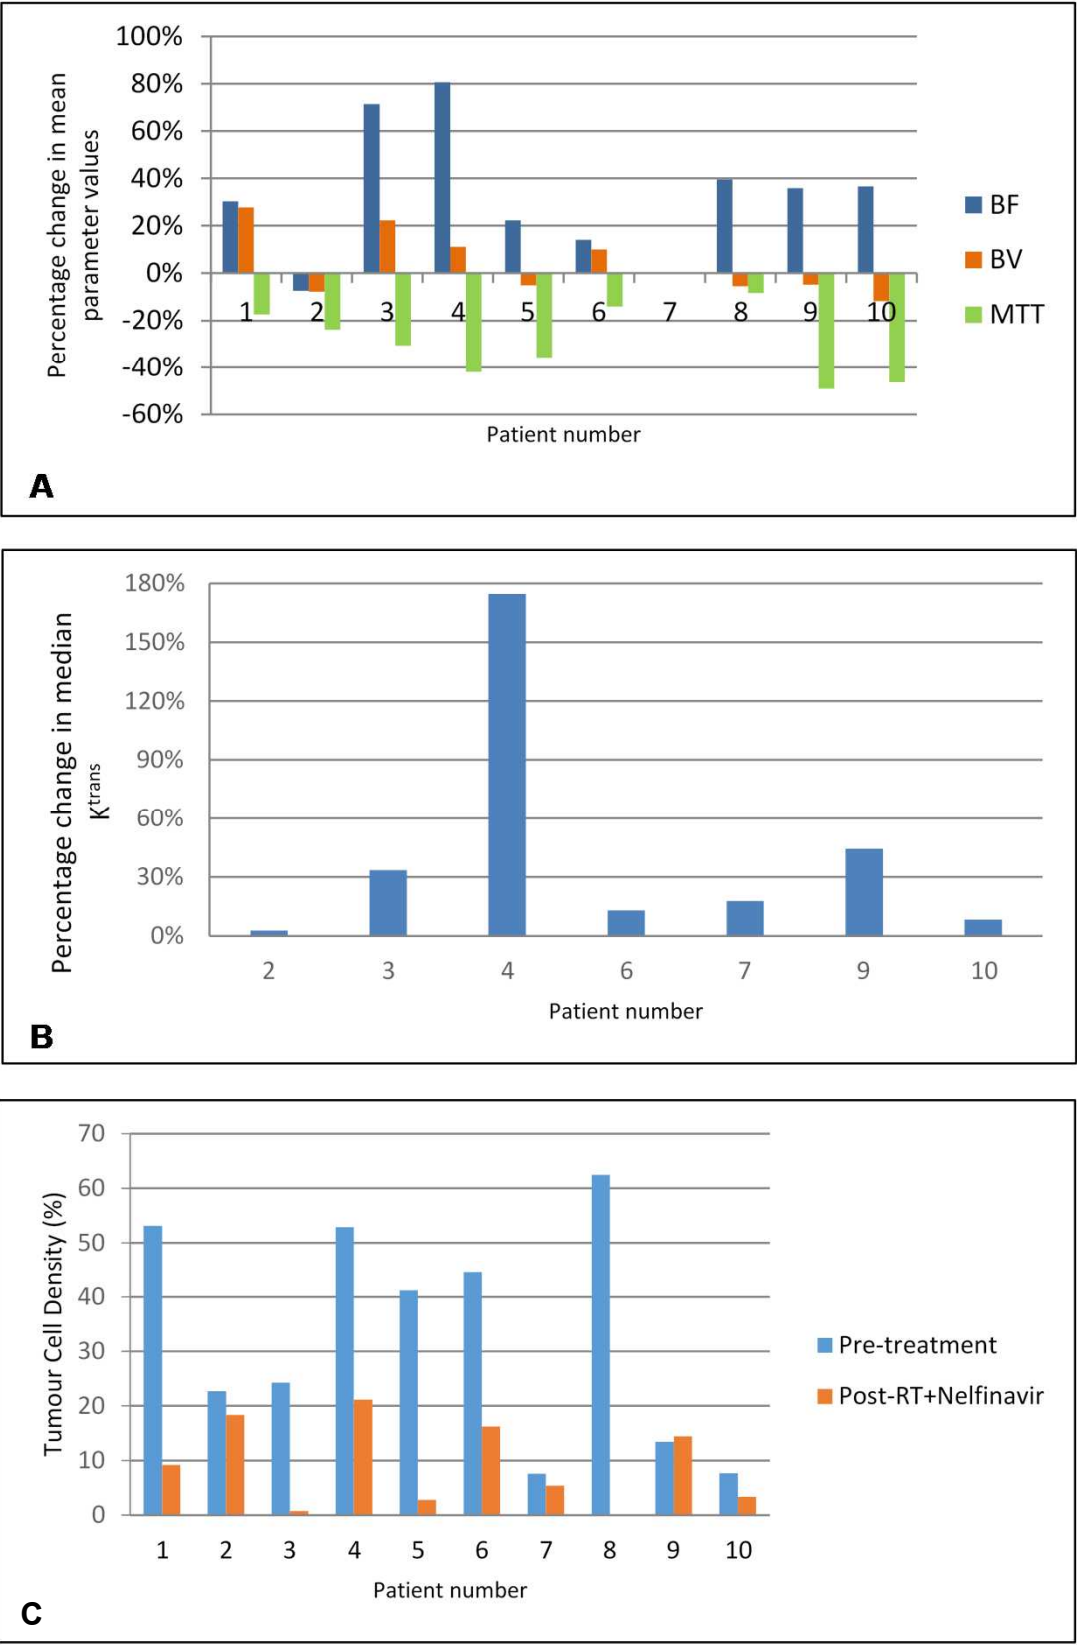 100%
80%
60%
40%
20%
0%
-20%
-40%
-60%
Percentage change in mean
parameter values
1 2 3 4 5 6 7 8 9 10
Patient number
BF
BV
MTT
A
180%
150%
120%
90%
60%
30%
0%
Percentage change in median
Ktrans
2 3 4 6 7 9 10
Patient number
B
70
60
50
40
30
20
10
0
Tumour Cell Density (%)
1 2 3 4 5 6 7 8 9 10
Patient number
Pre-treatment
Post-RT+Nelfinavir
C